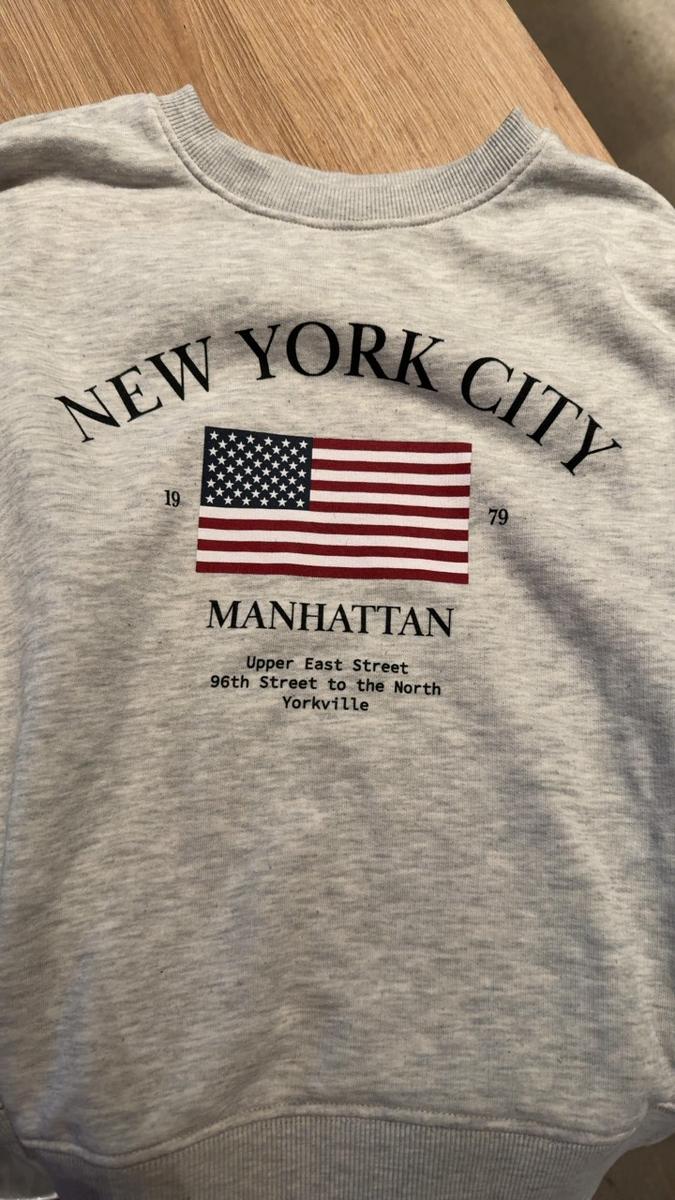 NEW YORK CITY
19
79
MANHATTAN
Upper East Street
96th Street to the North
Yorkville